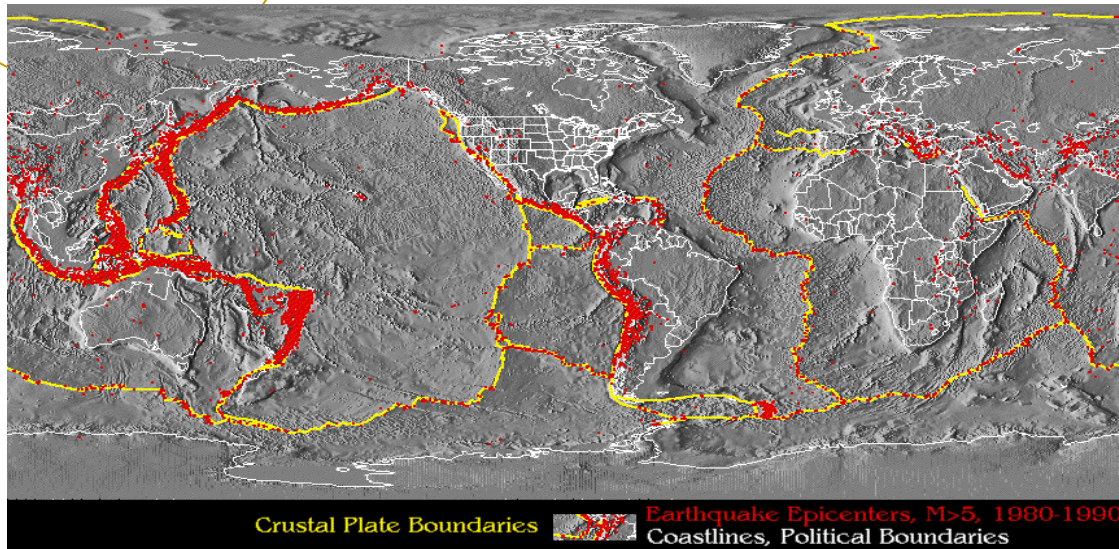 Crustal Plate Boundaries
Earthquake Epicenters, M>5, 1980-1990
Coastlines, Political Boundaries